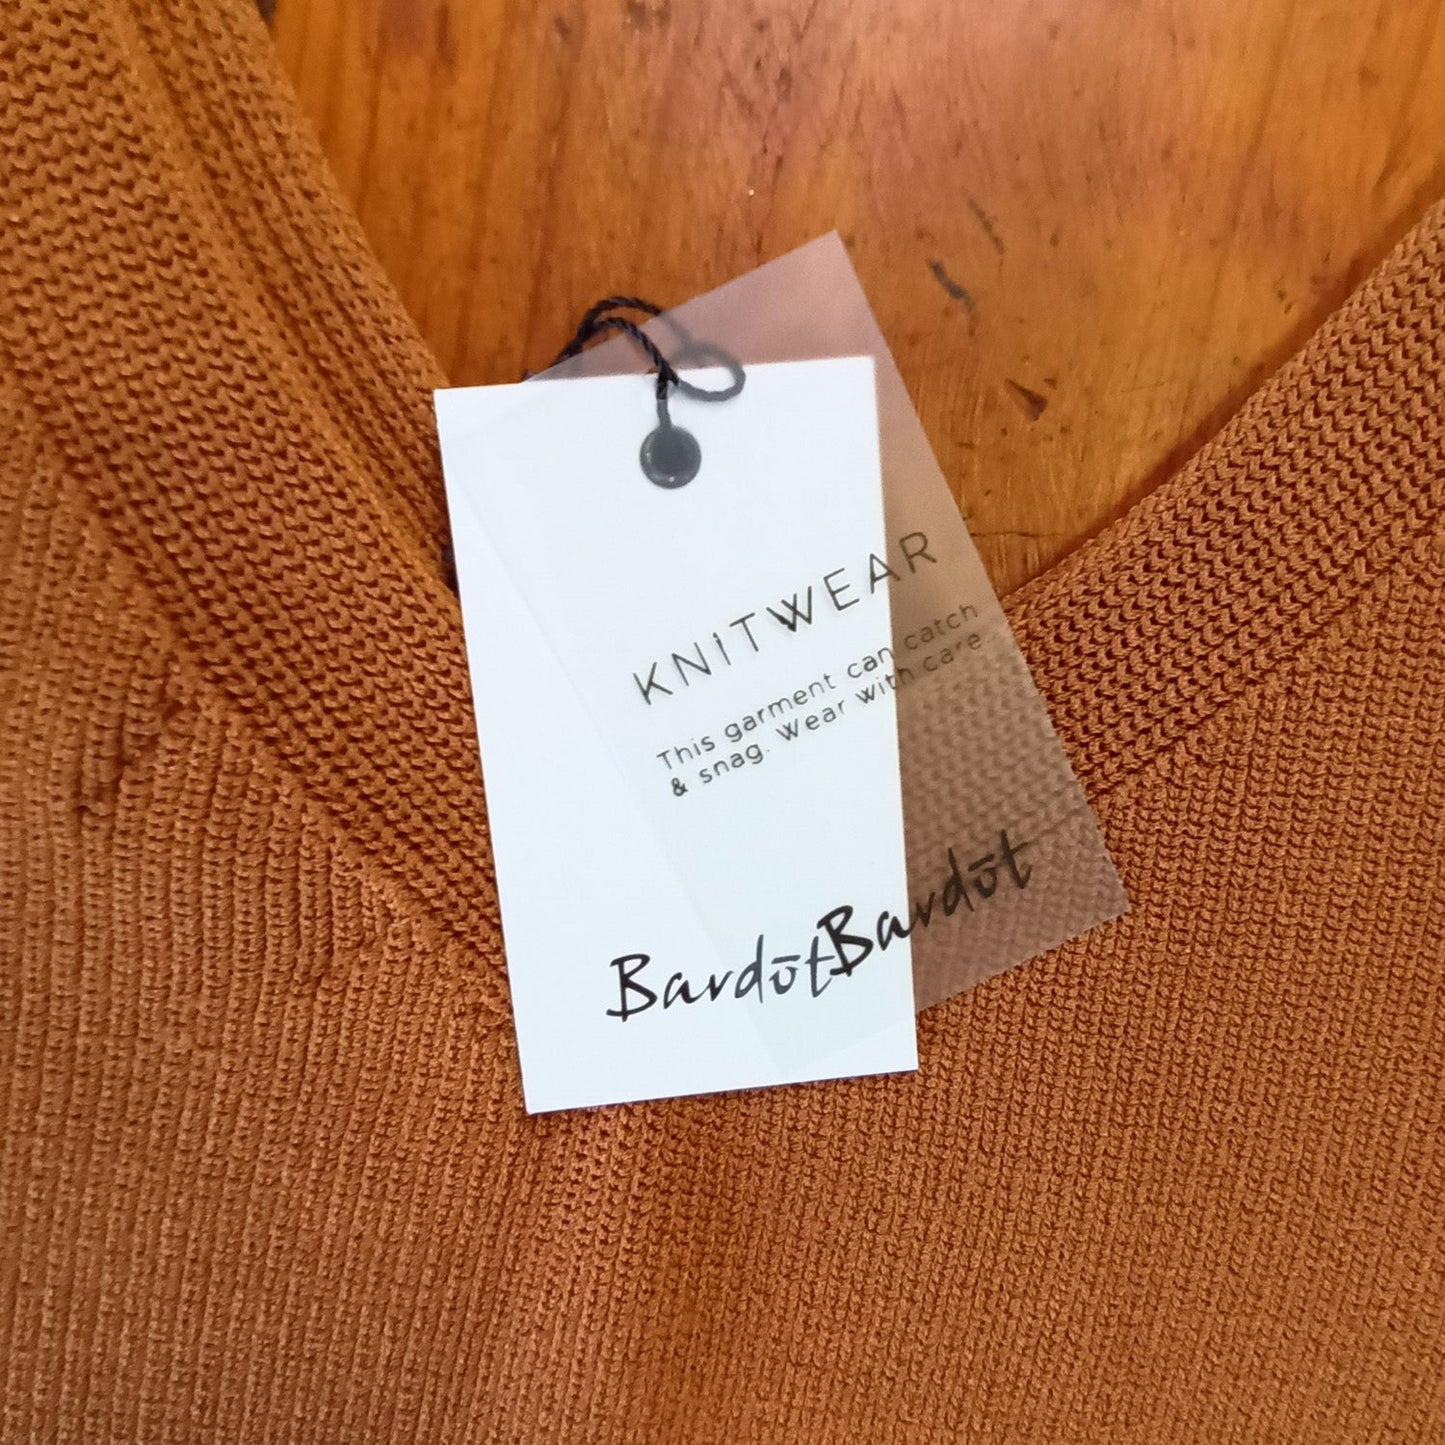 KNITWEAR
This garment can catch
& snag. Wear with care
Bardōt
Bardōt